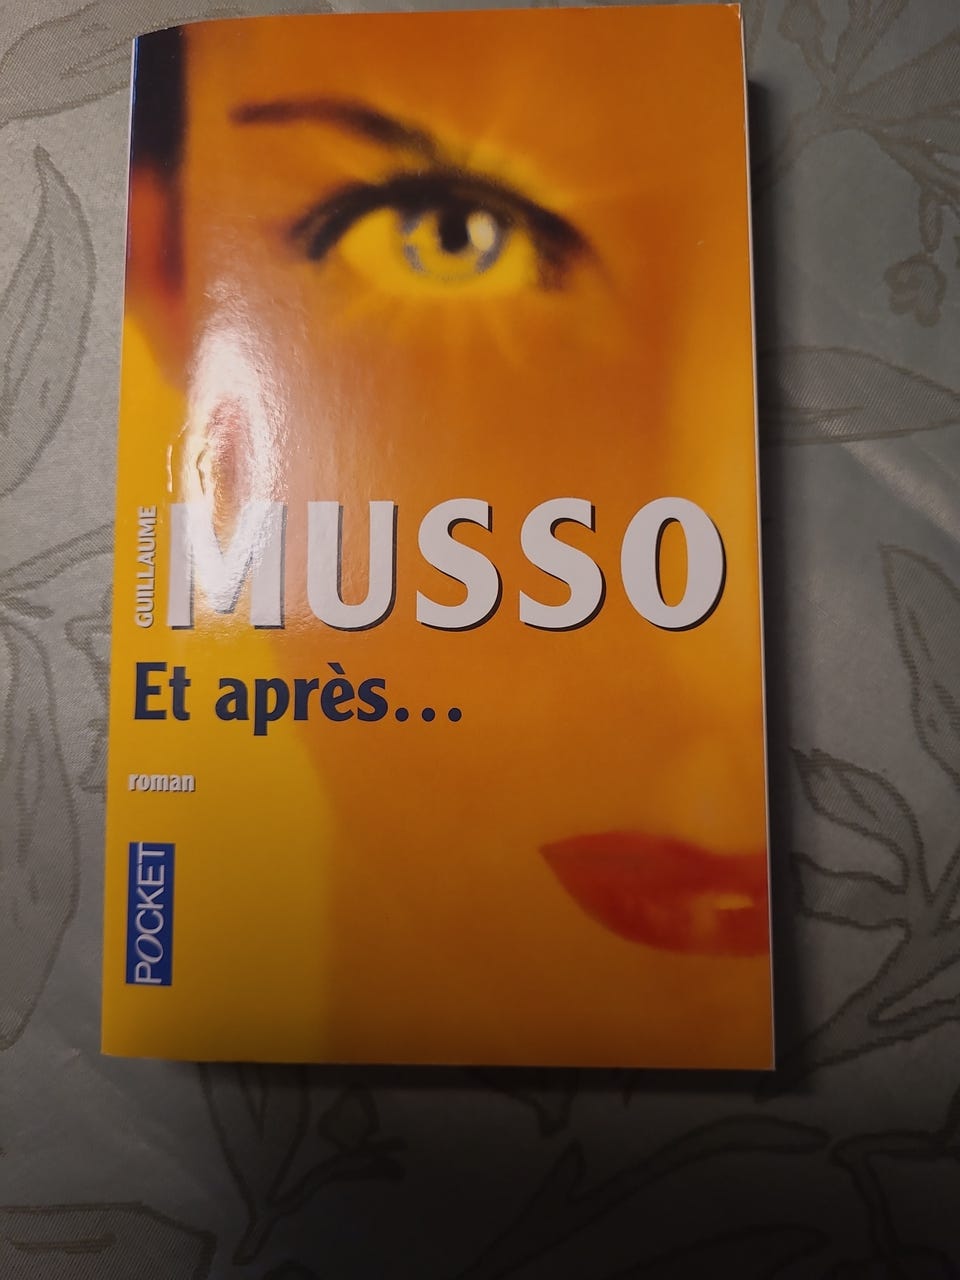 GUILLAUME
MUSSO
Et après...
roman
POCKET